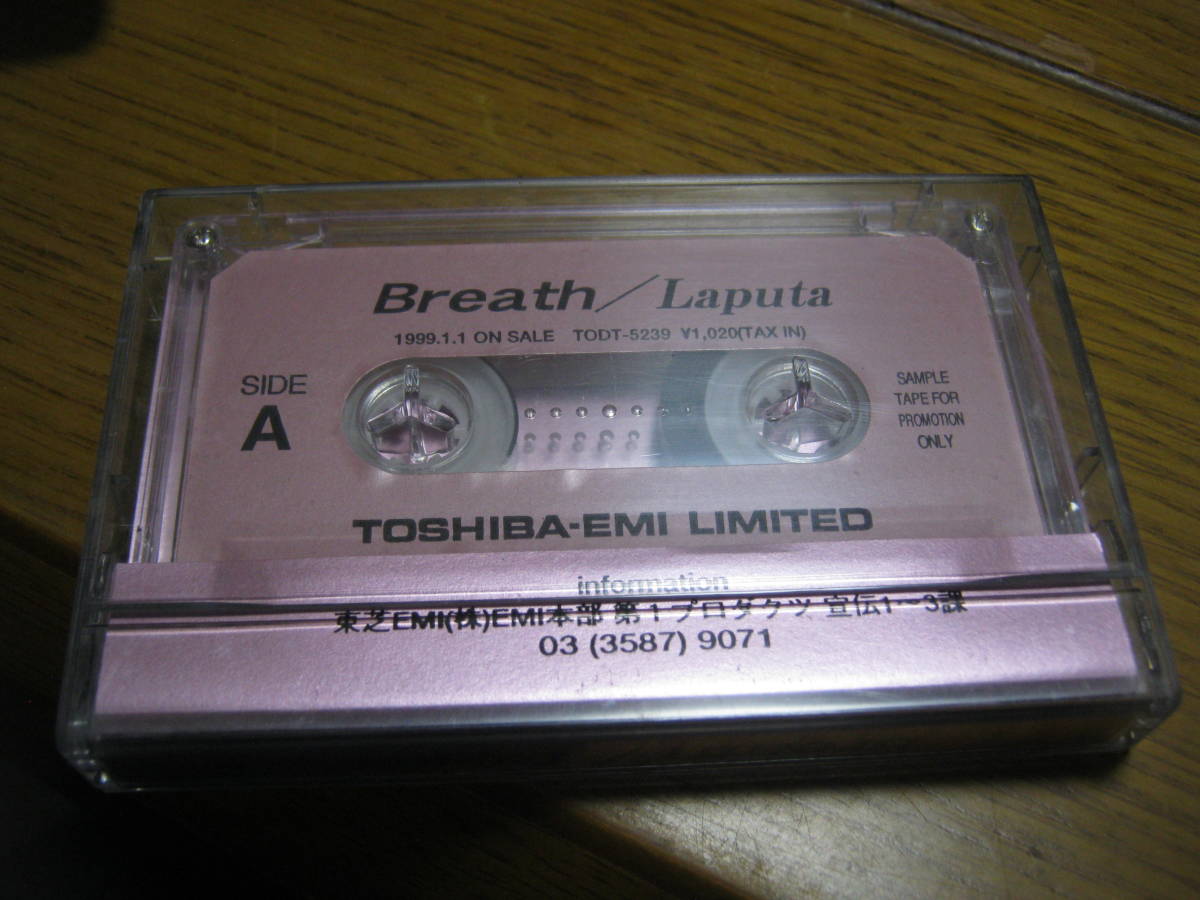 Breath/Laputa
1999.1.1 ON SALE TODT-5239 ¥1,020(TAX IN)
SIDE
A
SAMPLE
TAPE FOR
PROMOTION
ONLY
TOSHIBA-EMI LIMITED
information
東芝EMI(株)EMI本部 第1プロダクツ 宣伝1~3課
03 (3587) 9071